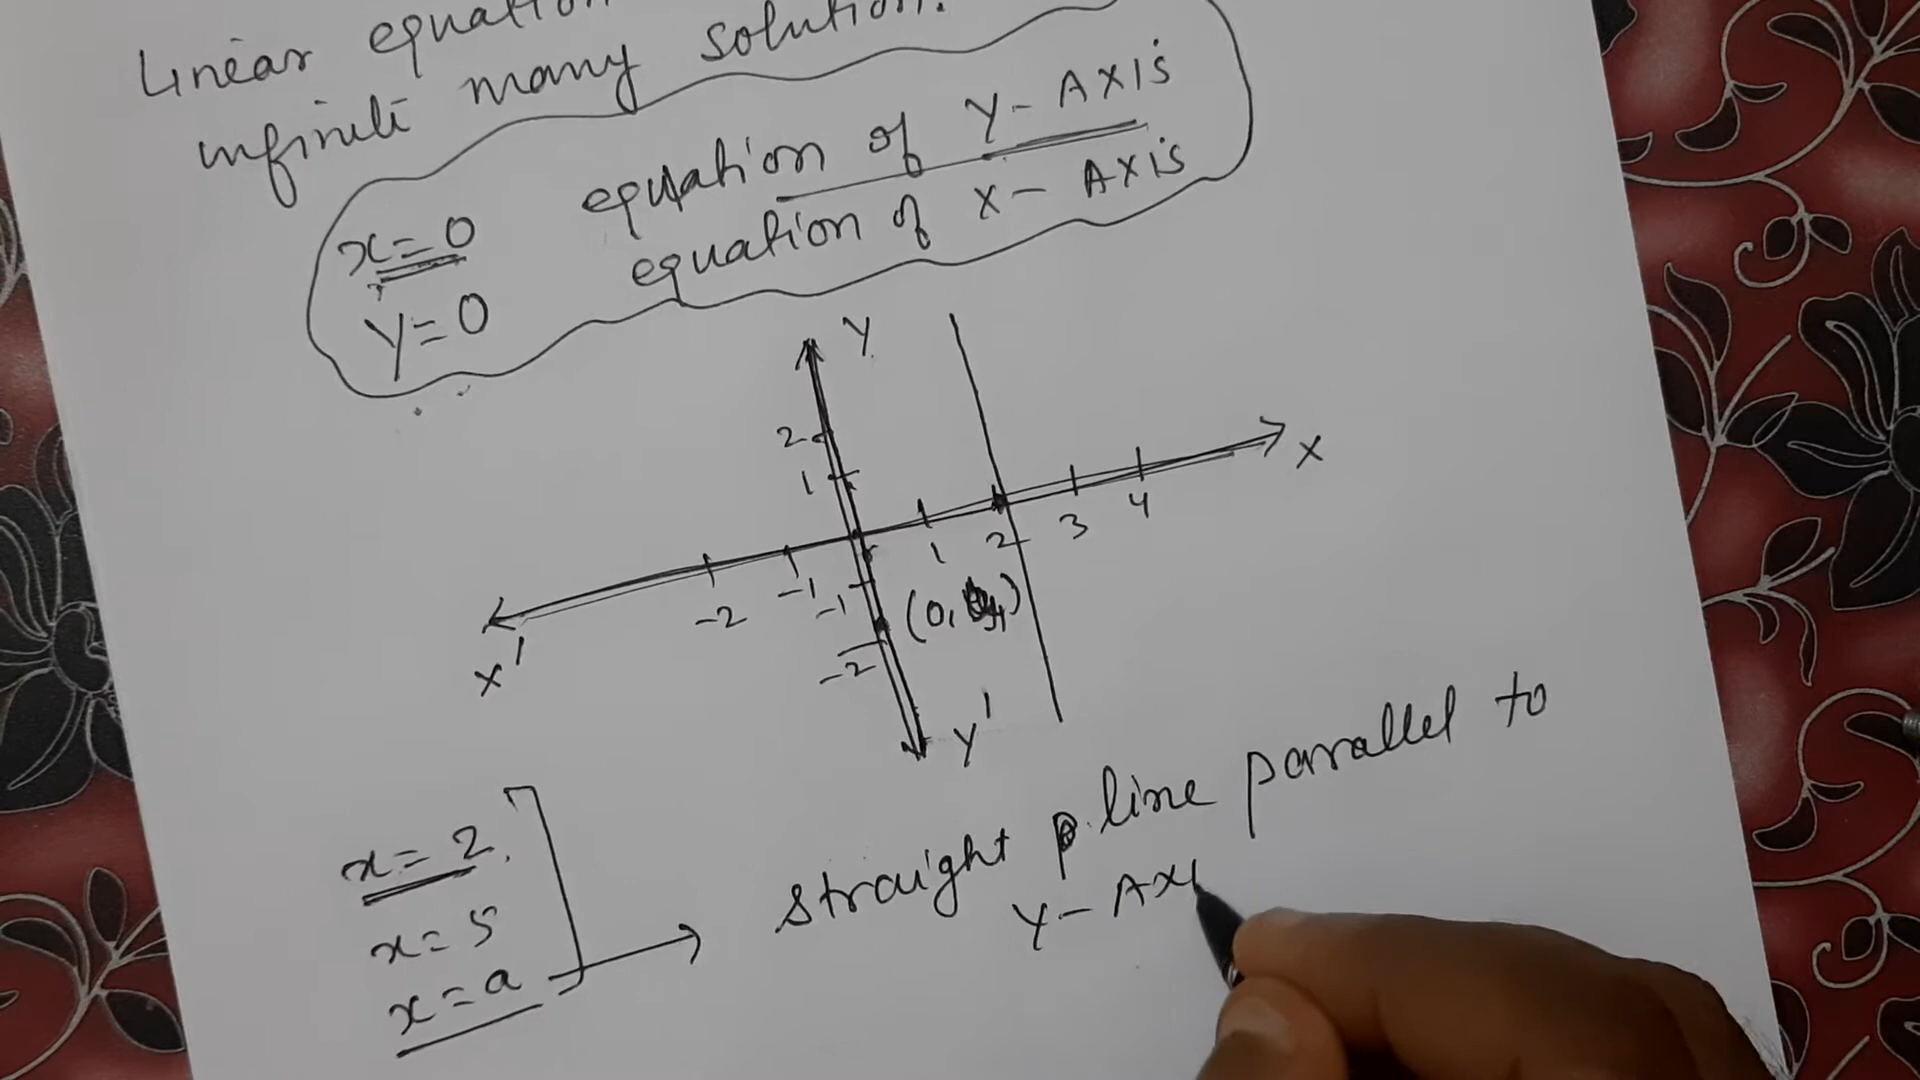 Linear equation
infinite many solution.
x=0 equation of Y-AXIS
Y=0 equation of X-AXIS
Y
2
1
X
-2 -1 1 2 3 4
-1
-2
(0,
X'
Y'
x=2.
x=5
x=a
straight line parallel to
Y-AXI